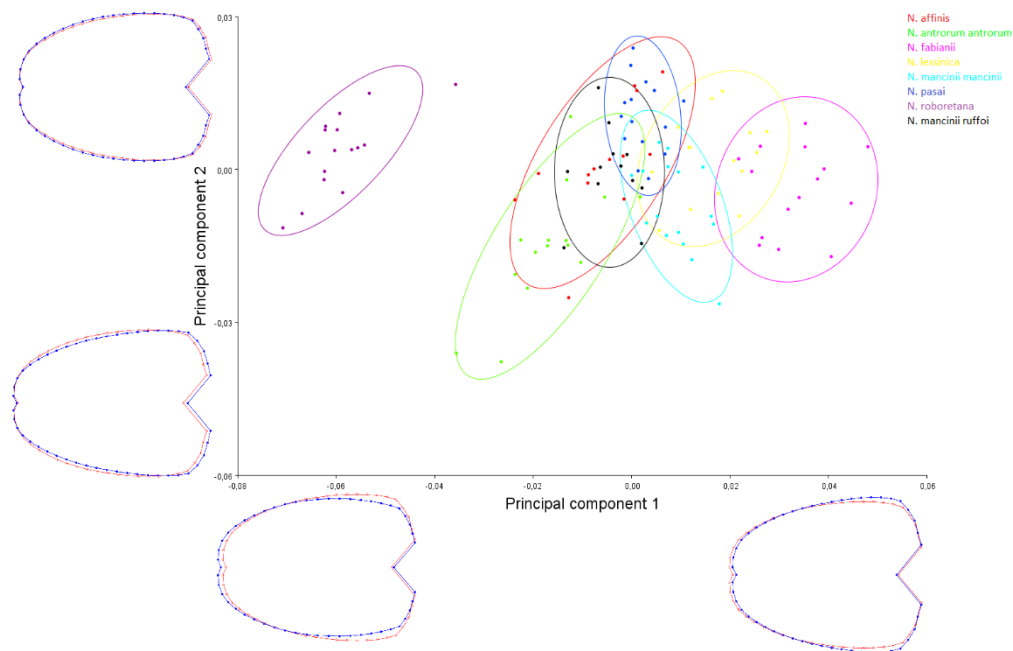 0,03
N. affinis
N. antrorum antrorum
N. fabianii
N. lessinica
N. mancinii mancinii
N. pasai
N. roboretana
N. mancinii ruffoi
0,00
Principal component 2
-0,03
-0,06
-0,08
-0,06
-0,04
-0,02
0,00
0,02
0,04
0,06
Principal component 1